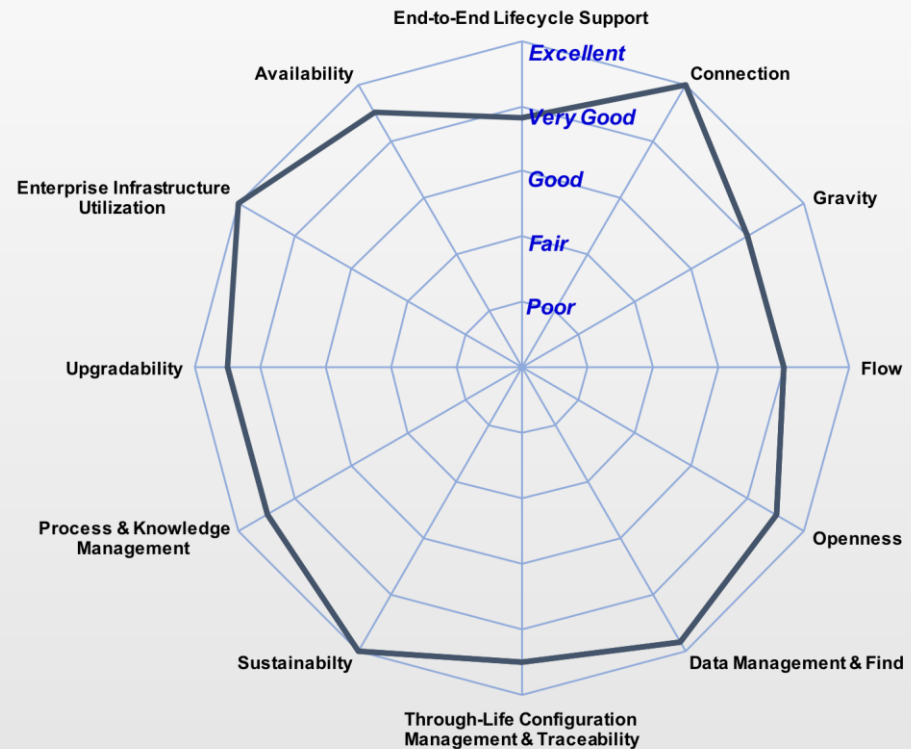 End-to-End Lifecycle Support
Excellent
Availability
Connection
Very Good
Good
Enterprise Infrastructure
Utilization
Gravity
Fair
Poor
Upgradability
Flow
Process & Knowledge
Management
Openness
Sustainabilty
Data Management & Find
Through-Life Configuration
Management & Traceability